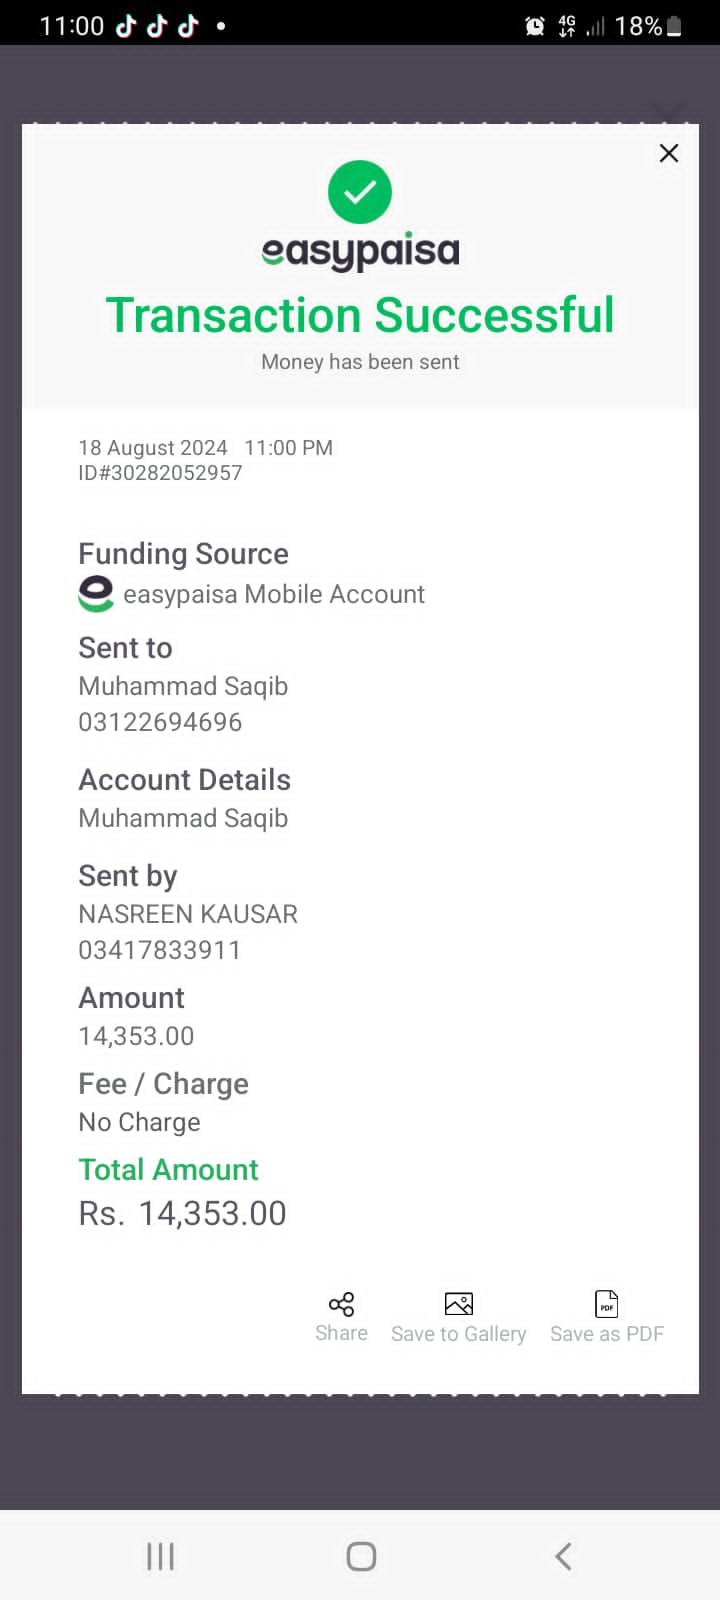 11:00
4G 18%
easypaisa
Transaction Successful
Money has been sent
18 August 2024 11:00 PM
ID#30282052957
Funding Source
easypaisa Mobile Account
Sent to
Muhammad Saqib
03122694696
Account Details
Muhammad Saqib
Sent by
NASREEN KAUSAR
03417833911
Amount
14,353.00
Fee / Charge
No Charge
Total Amount
Rs. 14,353.00
PDF
Share Save to Gallery Save as PDF